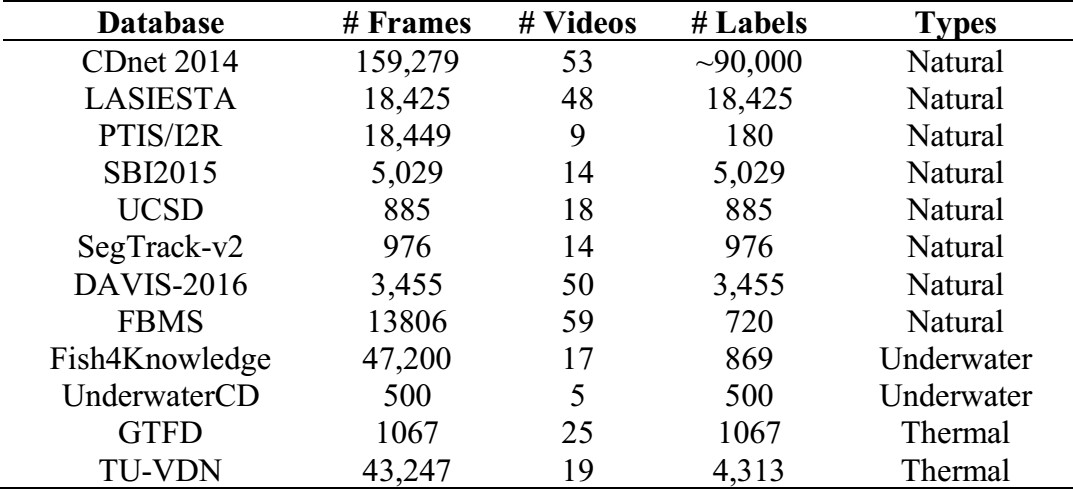 Database # Frames # Videos # Labels Types
CDnet 2014 159,279 53 ~90,000 Natural
LASIESTA 18,425 48 18,425 Natural
PTIS/I2R 18,449 9 180 Natural
SBI2015 5,029 14 5,029 Natural
UCSD 885 18 885 Natural
SegTrack-v2 976 14 976 Natural
DAVIS-2016 3,455 50 3,455 Natural
FBMS 13806 59 720 Natural
Fish4Knowledge 47,200 17 869 Underwater
UnderwaterCD 500 5 500 Underwater
GTFD 1067 25 1067 Thermal
TU-VDN 43,247 19 4,313 Thermal